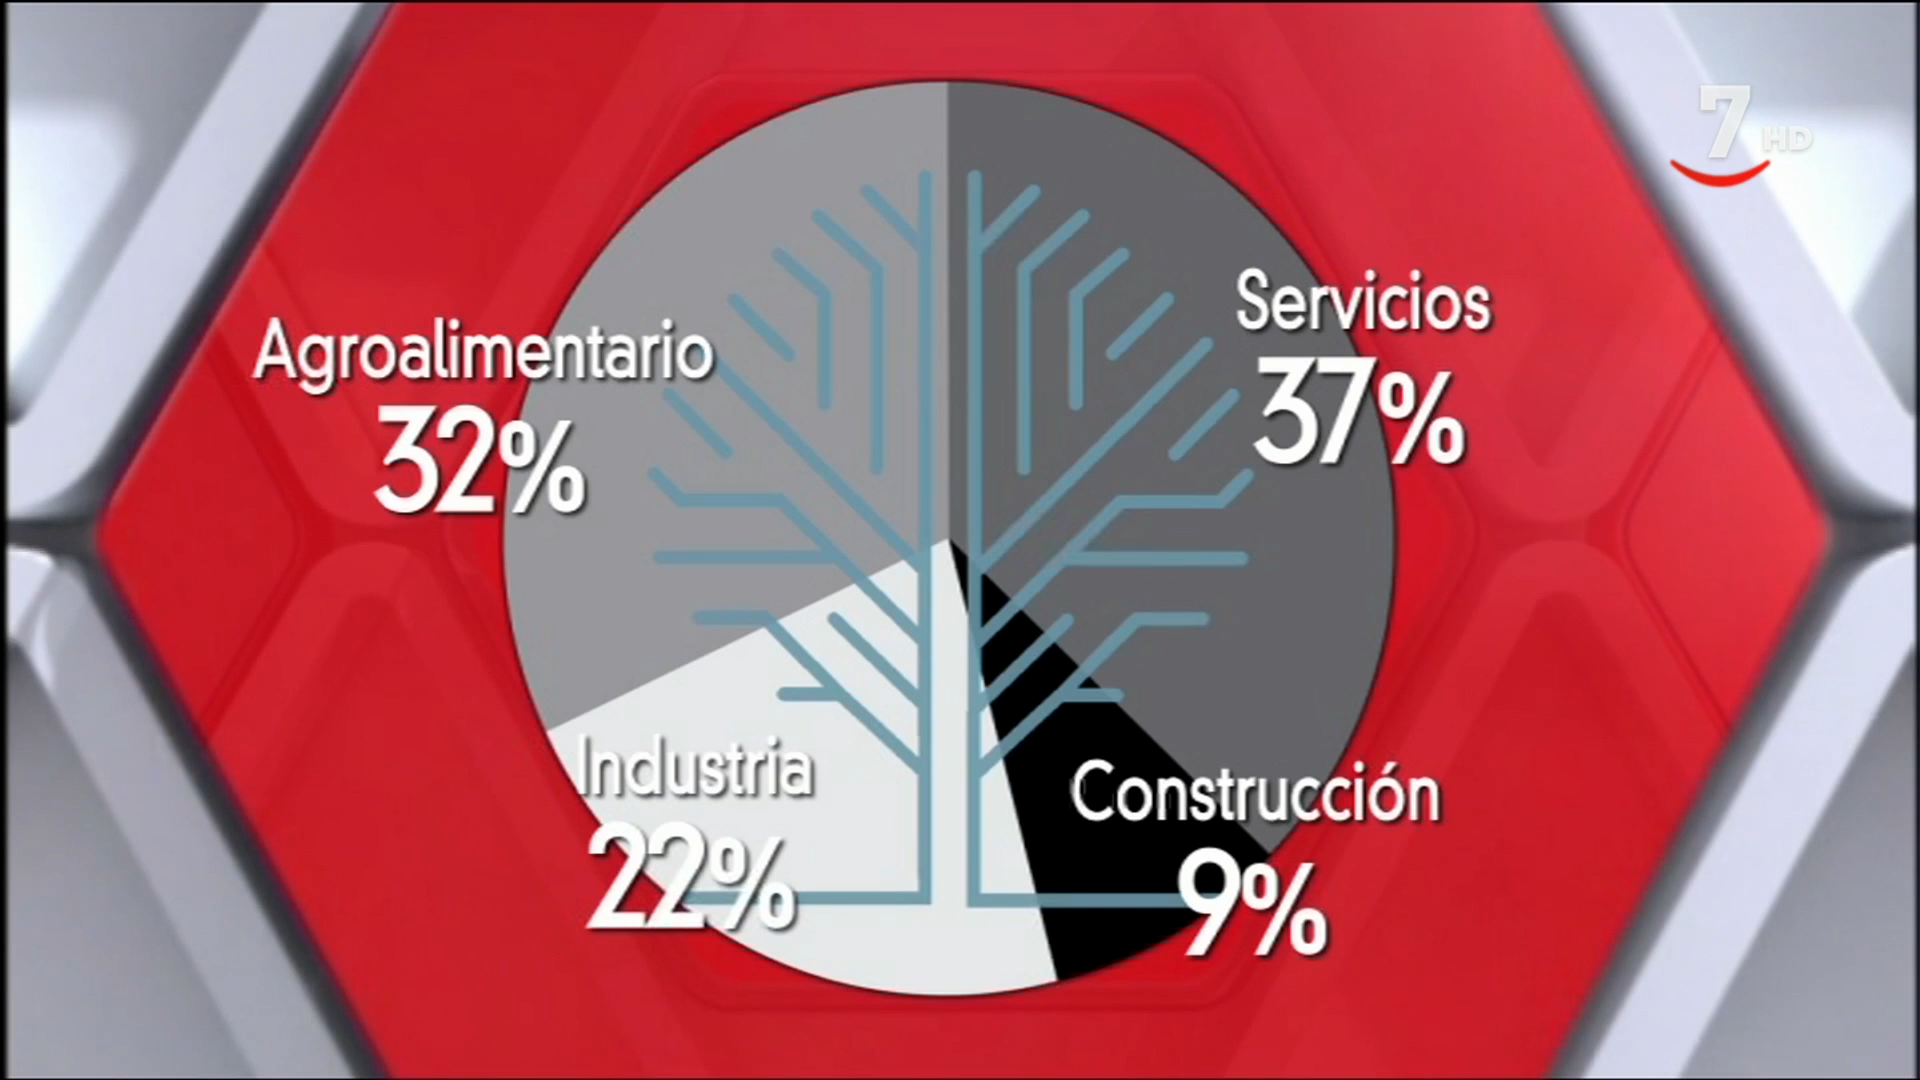 7 HD
Servicios
37%
Agroalimentario
32%
Industria
22%
Construcción
9%